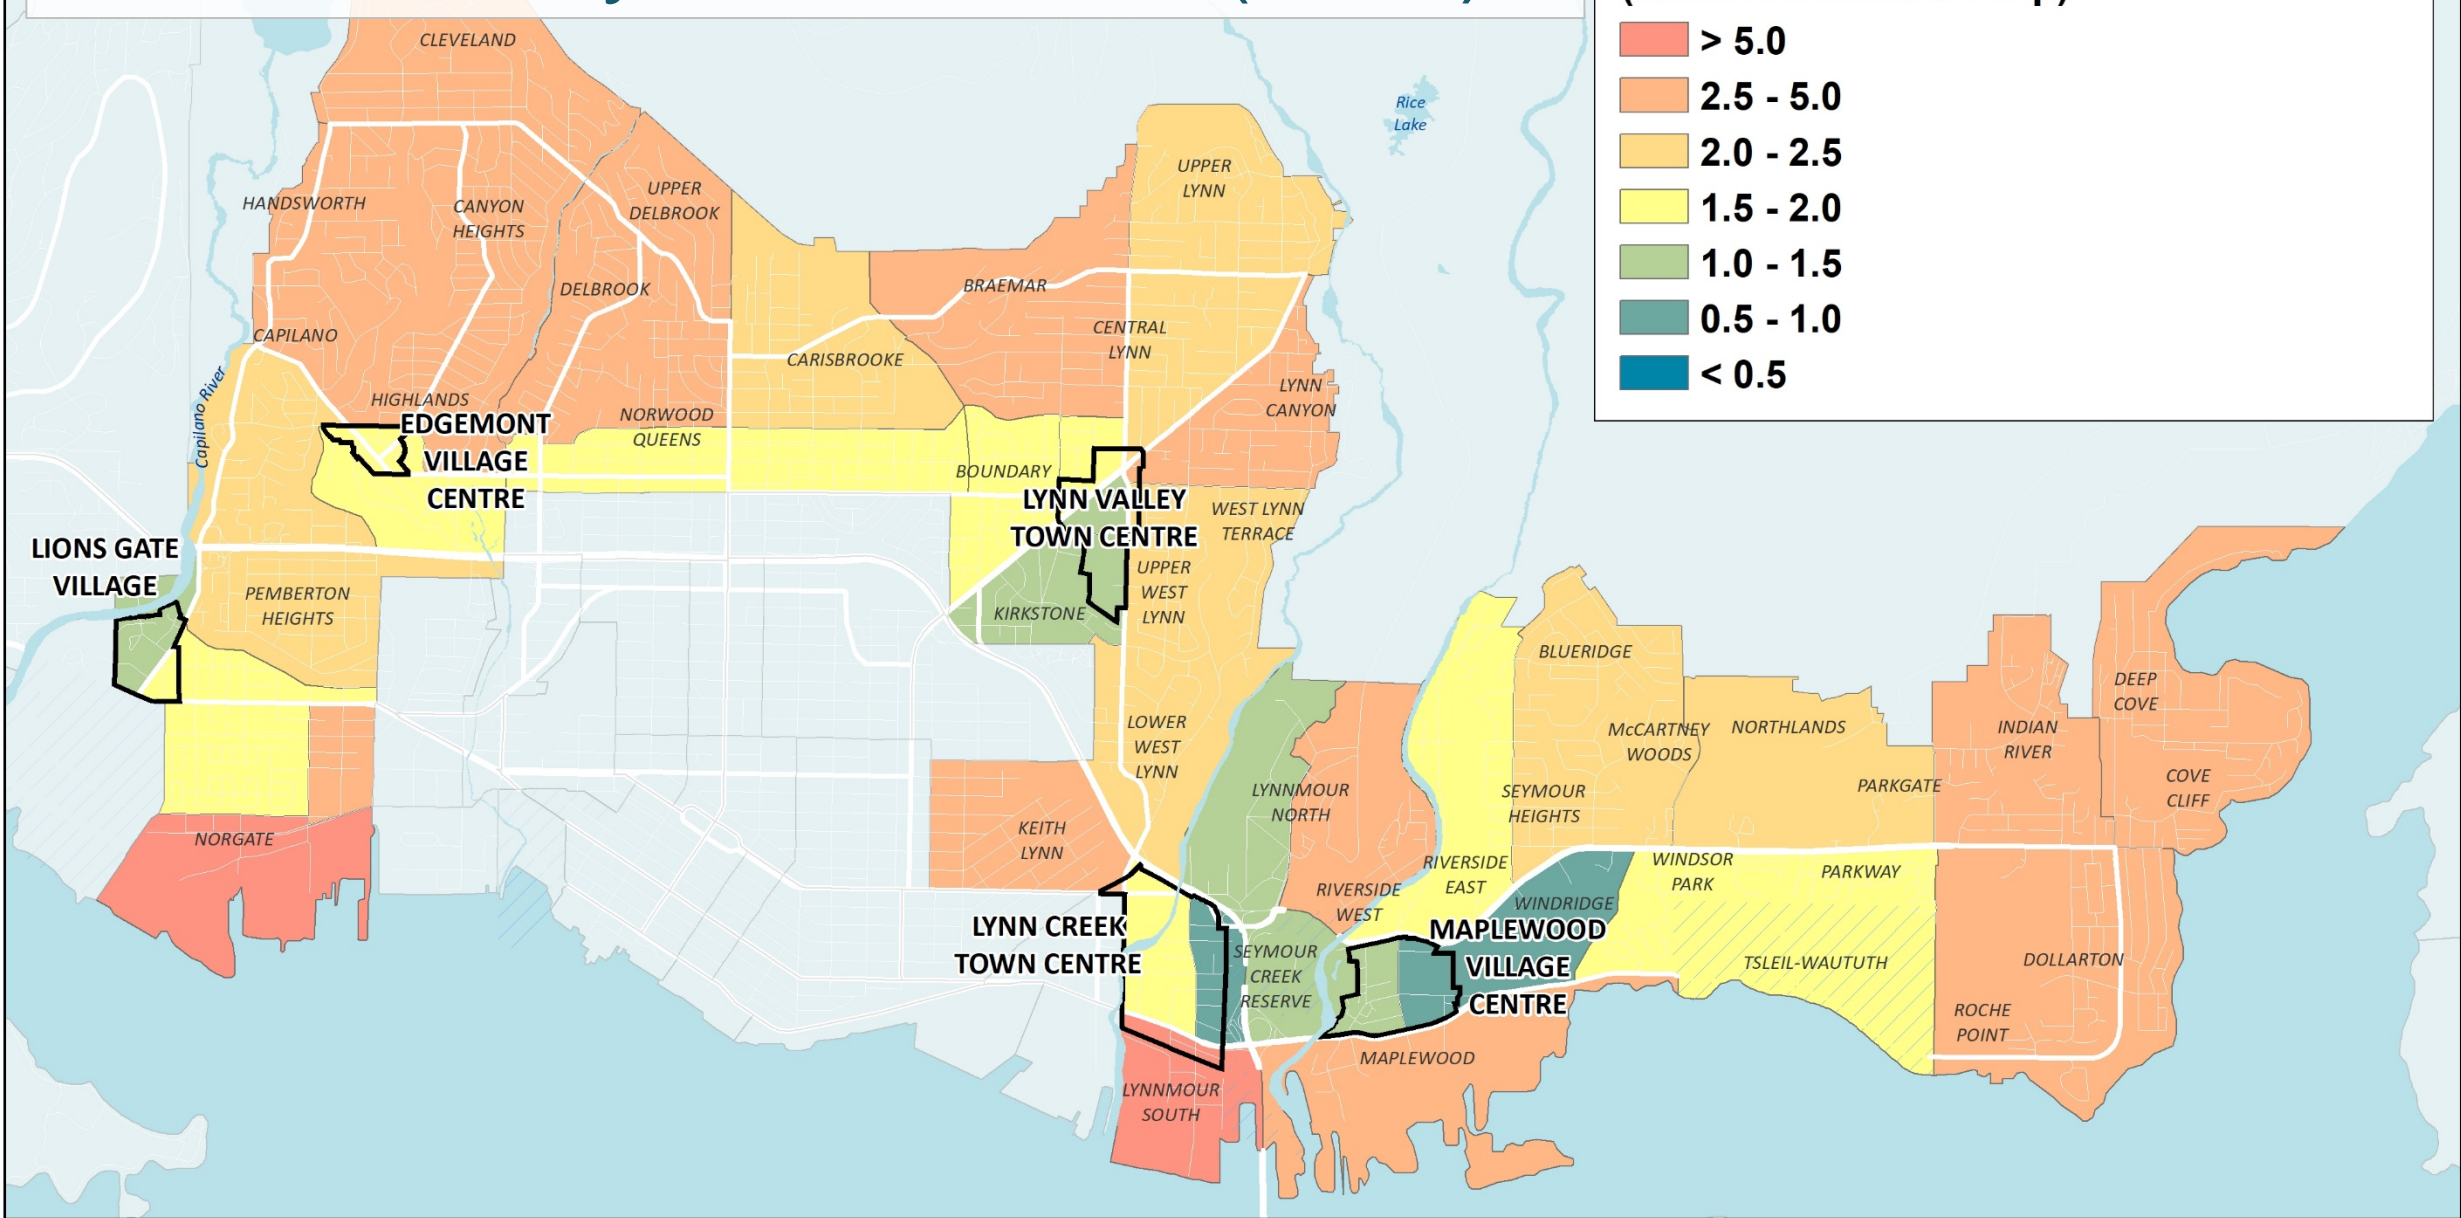 > 5.0
2.5 - 5.0
2.0 - 2.5
1.5 - 2.0
1.0 - 1.5
0.5 - 1.0
< 0.5
CLEVELAND
Rice
Lake
UPPER
LYNN
HANDSWORTH
CANYON
HEIGHTS
UPPER
DELBROOK
DELBROOK
BRAEMAR
CAPILANO
CENTRAL
LYNN
CARISBROOKE
LYNN
CANYON
Capilano River
HIGHLANDS
NORWOOD
QUEENS
EDGEMONT
VILLAGE
CENTRE
BOUNDARY
LYNN VALLEY
TOWN CENTRE
WEST LYNN
TERRACE
LIONS GATE
VILLAGE
PEMBERTON
HEIGHTS
UPPER
WEST
LYNN
KIRKSTONE
BLUERIDGE
DEEP
COVE
LOWER
WEST
LYNN
McCARTNEY
WOODS
NORTHLANDS
INDIAN
RIVER
LYNNMOUR
NORTH
SEYMOUR
HEIGHTS
PARKGATE
COVE
CLIFF
NORGATE
KEITH
LYNN
RIVERSIDE
WEST
RIVERSIDE
EAST
WINDSOR
PARK
PARKWAY
WINDRIDGE
LYNN CREEK
TOWN CENTRE
SEYMOUR
CREEK
RESERVE
MAPLEWOOD
VILLAGE
CENTRE
TSLEIL-WAUTUTH
DOLLARTON
ROCHE
POINT
MAPLEWOOD
LYNNMOUR
SOUTH